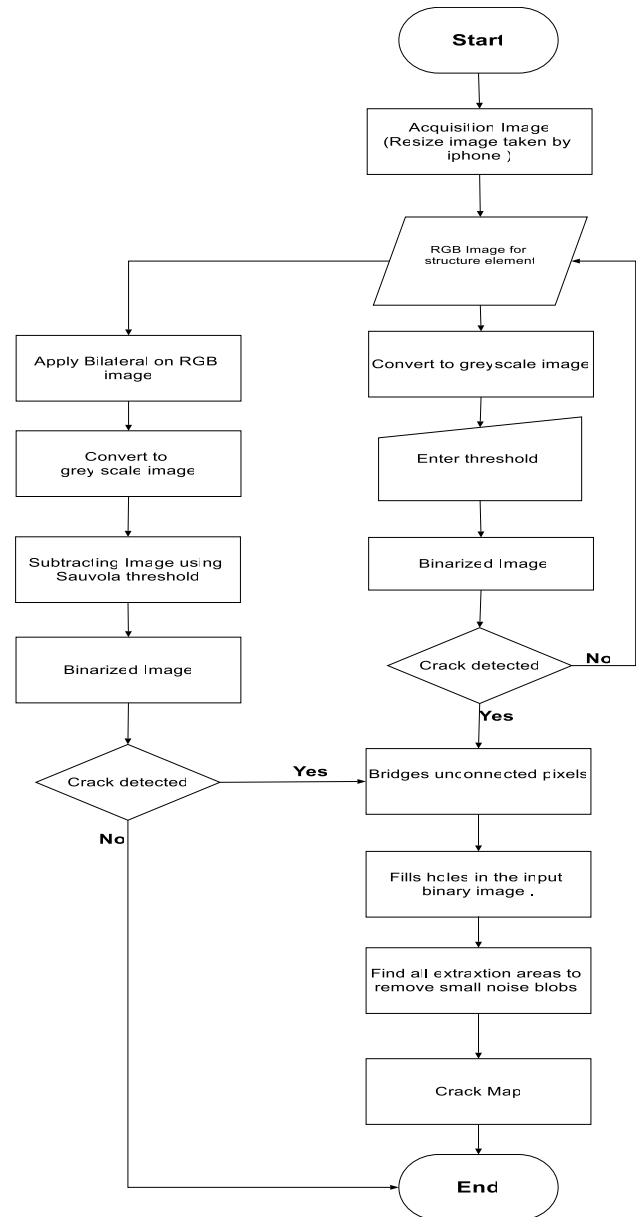 Start
Acquisition Image
(Resize image taken by
iphone )
RGB Image for
structure element
Apply Bilateral on RGB
image
Convert to greyscale image
Convert to
grey scale image
Enter threshold
Subtracting Image using
Sauvola threshold
Binarized Image
Binarized Image
Crack detected
No
Yes
Crack detected
Yes
No
Bridges unconnected pixels
Fills holes in the input
binary image .
Find all extraxtion areas to
remove small noise blobs
Crack Map
End